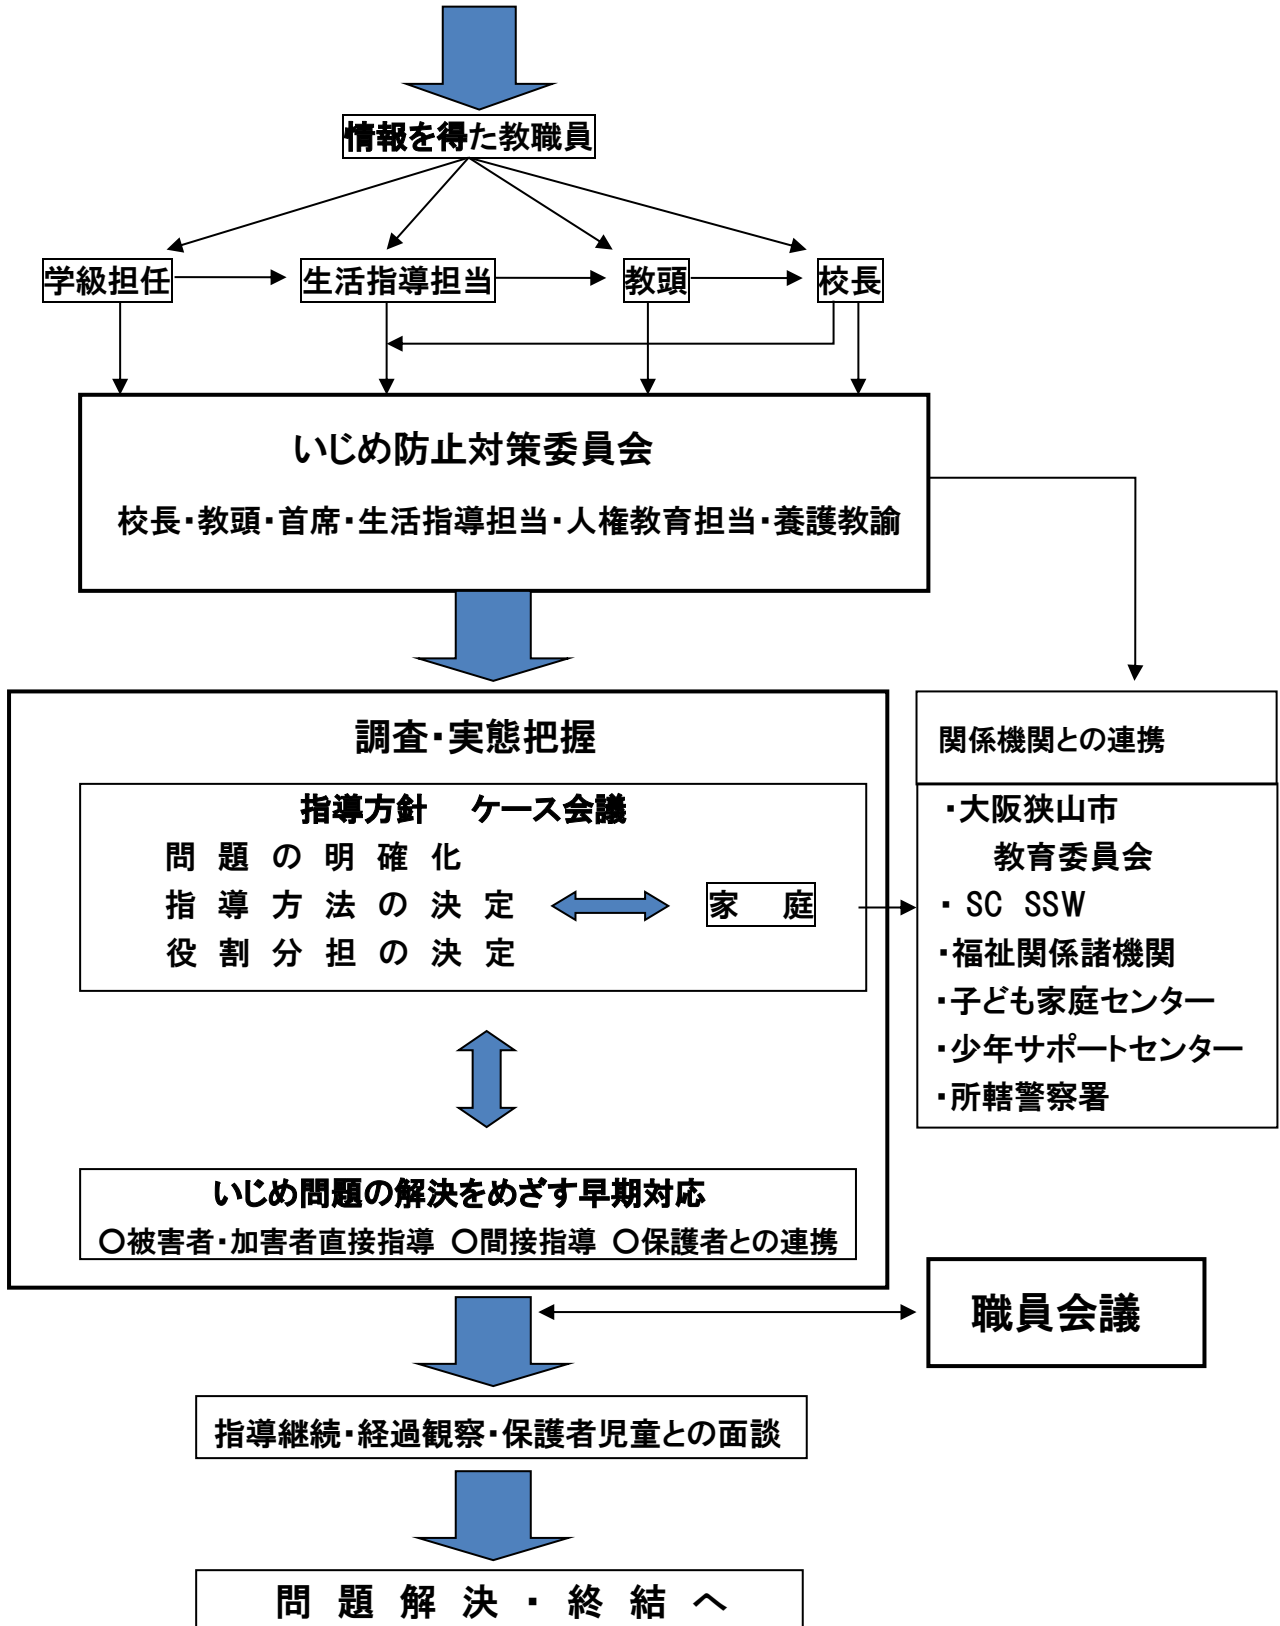 情報を得た教職員
学級担任
生活指導担当
教頭
校長
いじめ防止対策委員会
校長・教頭・首席・生活指導担当・人権教育担当・養護教諭
調査・実態把握
指導方針　ケース会議
問題の明確化
指導方法の決定
役割分担の決定
家　庭
関係機関との連携
・大阪狭山市
教育委員会
・SC SSW
・福祉関係諸機関
・子ども家庭センター
・少年サポートセンター
・所轄警察署
いじめ問題の解決をめざす早期対応
○被害者・加害者直接指導 ○間接指導 ○保護者との連携
職員会議
指導継続・経過観察・保護者児童との面談
問題解決・終結へ